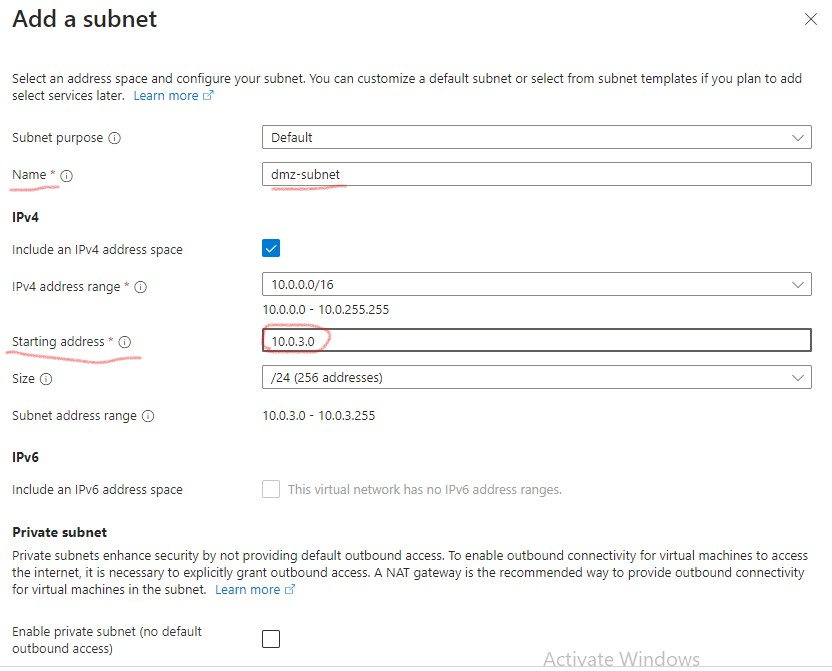 Add a subnet
Select an address space and configure your subnet. You can customize a default subnet or select from subnet templates if you plan to add
select services later. Learn more
Subnet purpose
Default
Name *
dmz-subnet
IPv4
Include an IPv4 address space
IPv4 address range *
10.0.0.0/16
10.0.0.0 - 10.0.255.255
Starting address *
10.0.3.0
Size
/24 (256 addresses)
Subnet address range
10.0.3.0 - 10.0.3.255
IPv6
Include an IPv6 address space
This virtual network has no IPv6 address ranges.
Private subnet
Private subnets enhance security by not providing default outbound access. To enable outbound connectivity for virtual machines to access
the internet, it is necessary to explicitly grant outbound access. A NAT gateway is the recommended way to provide outbound connectivity
for virtual machines in the subnet. Learn more
Enable private subnet (no default
outbound access)
Activate Windows